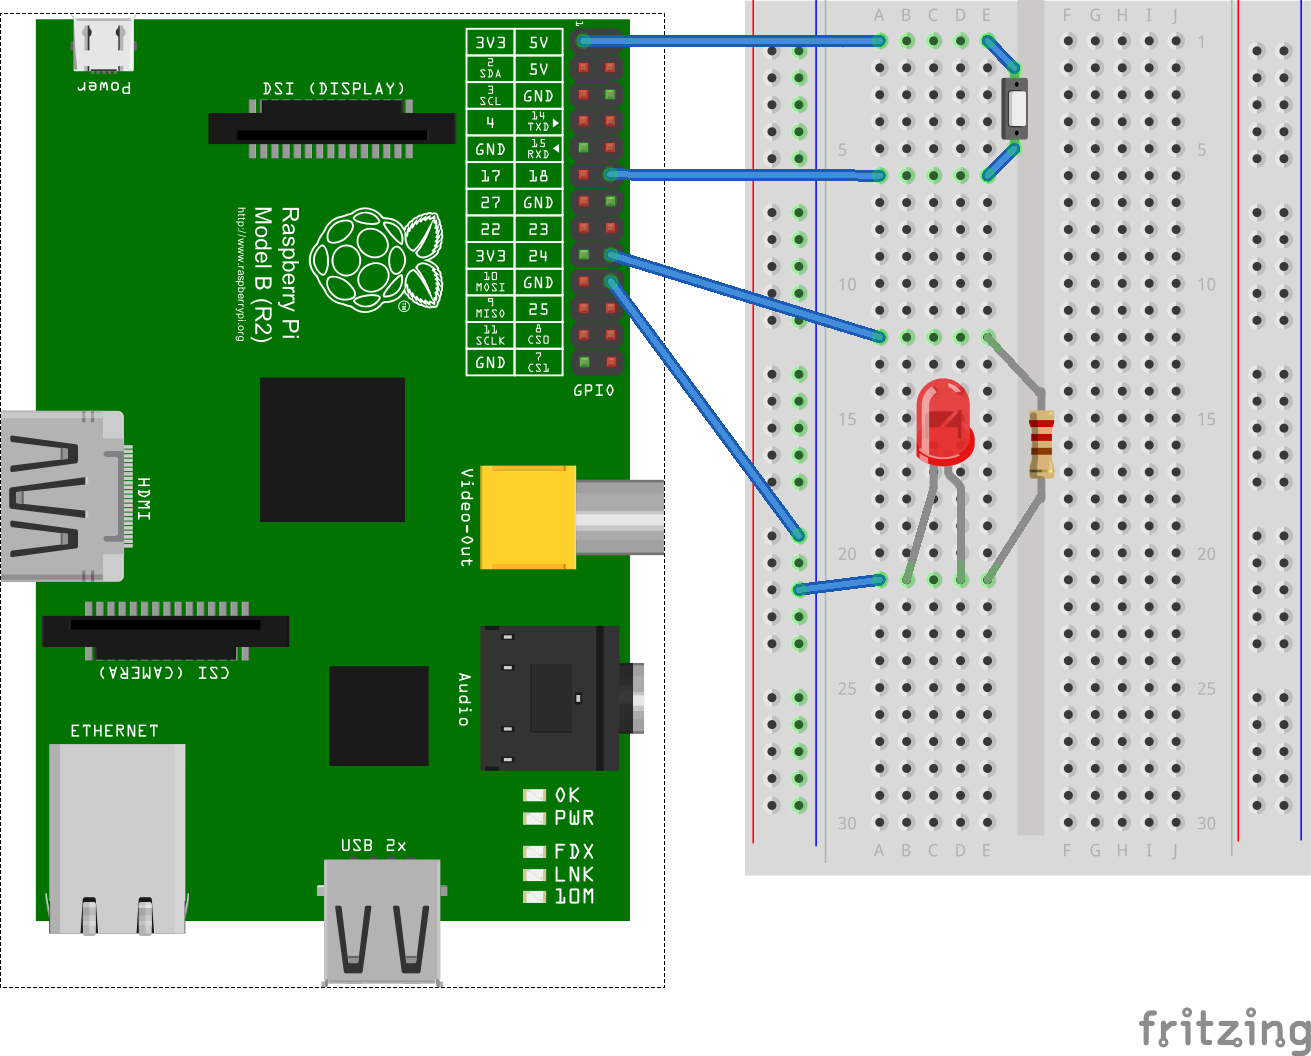 Power
DSI (DISPLAY)
1
3V3 5V
2 SDA 5V
3 SCL GND
4 14 TXD
GND 15 RXD
17 18
27 GND
22 23
3V3 24
10 MOSI GND
9 MISO 25
11 SCLK 8 CS0
GND 7 CS1
GPIO
Raspberry Pi
Model B (R2)
http://www.raspberrypi.org
HDMI
Video-Out
CSI (CAMERA)
Audio
ETHERNET
USB 2x
OK
PWR
FDX
LNK
10M
A B C D E F G H I J
1 1
5 5
10 10
15 15
20 20
25 25
30 30
A B C D E F G H I J
fritzing